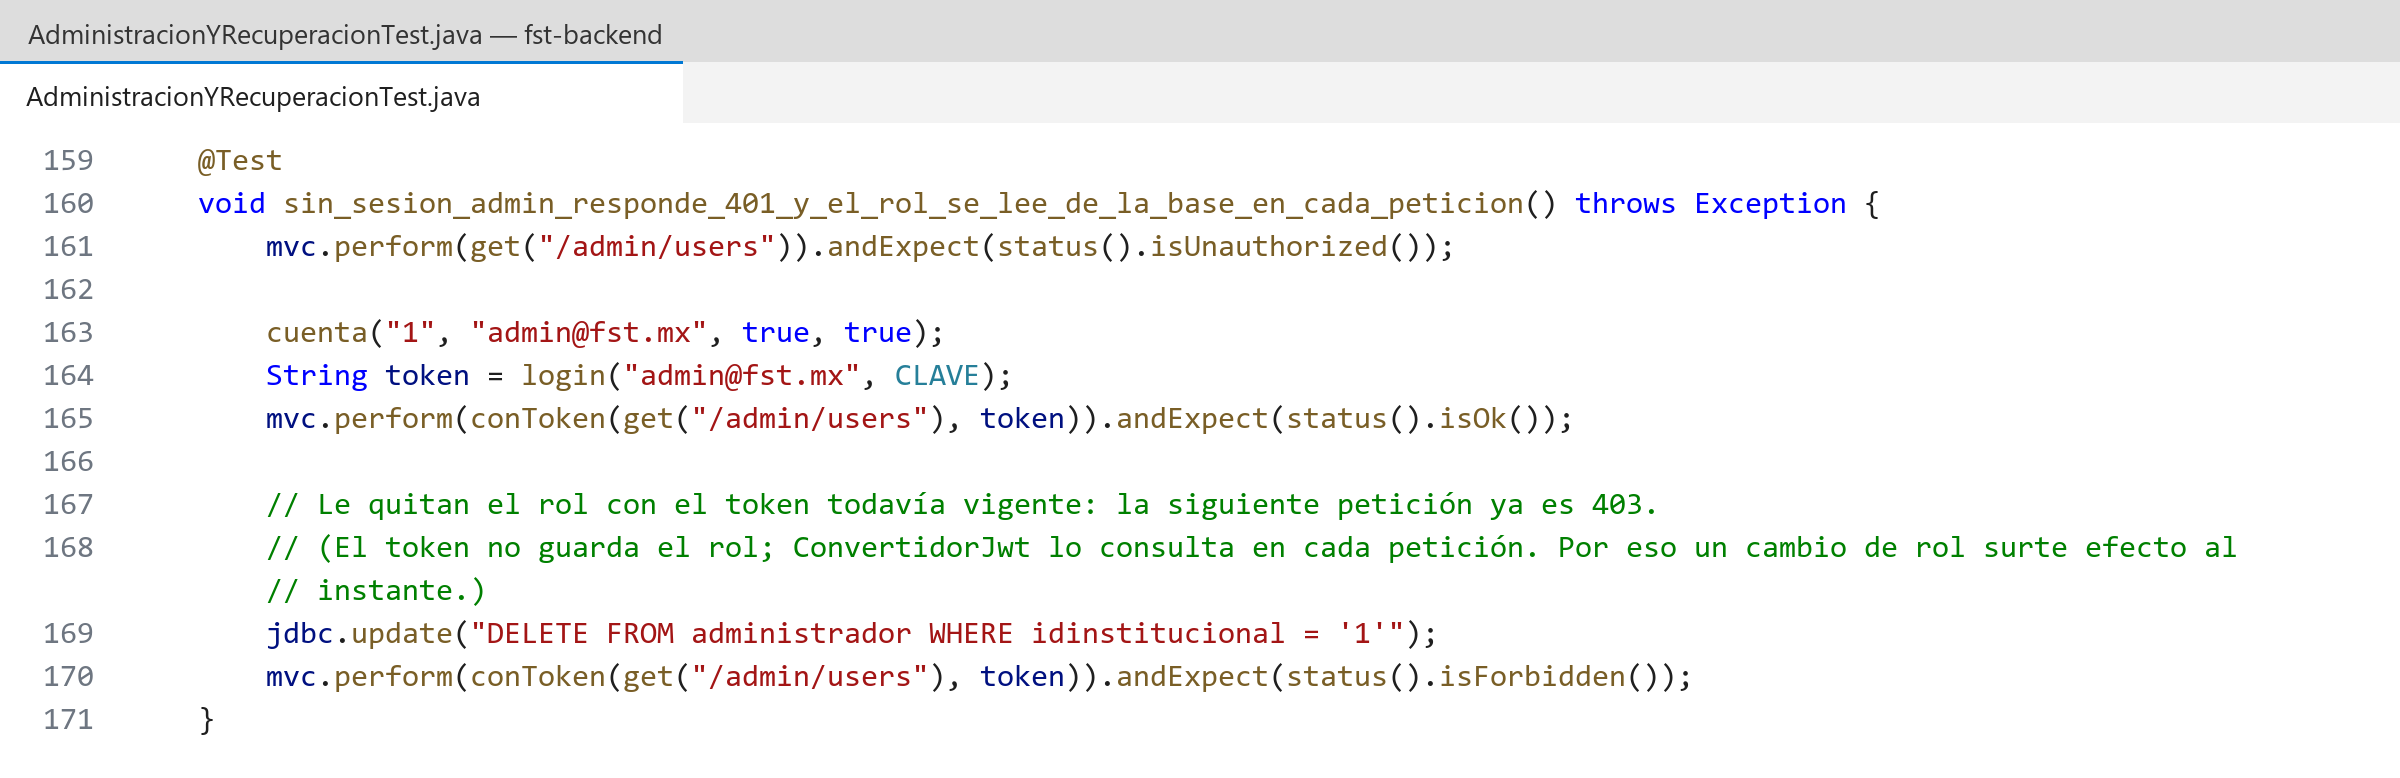 AdministracionYRecuperacionTest.java — fst-backend
AdministracionYRecuperacionTest.java
159 @Test
160 void sin_sesion_admin_responde_401_y_el_rol_se_lee_de_la_base_en_cada_peticion() throws Exception {
161 mvc.perform(get("/admin/users")).andExpect(status().isUnauthorized());
162
163 cuenta("1", "admin@fst.mx", true, true);
164 String token = login("admin@fst.mx", CLAVE);
165 mvc.perform(conToken(get("/admin/users"), token)).andExpect(status().isOk());
166
167 // Le quitan el rol con el token todavía vigente: la siguiente petición ya es 403.
168 // (El token no guarda el rol; ConvertidorJwt lo consulta en cada petición. Por eso un cambio de rol surte efecto al
// instante.)
169 jdbc.update("DELETE FROM administrador WHERE idinstitucional = '1'");
170 mvc.perform(conToken(get("/admin/users"), token)).andExpect(status().isForbidden());
171 }